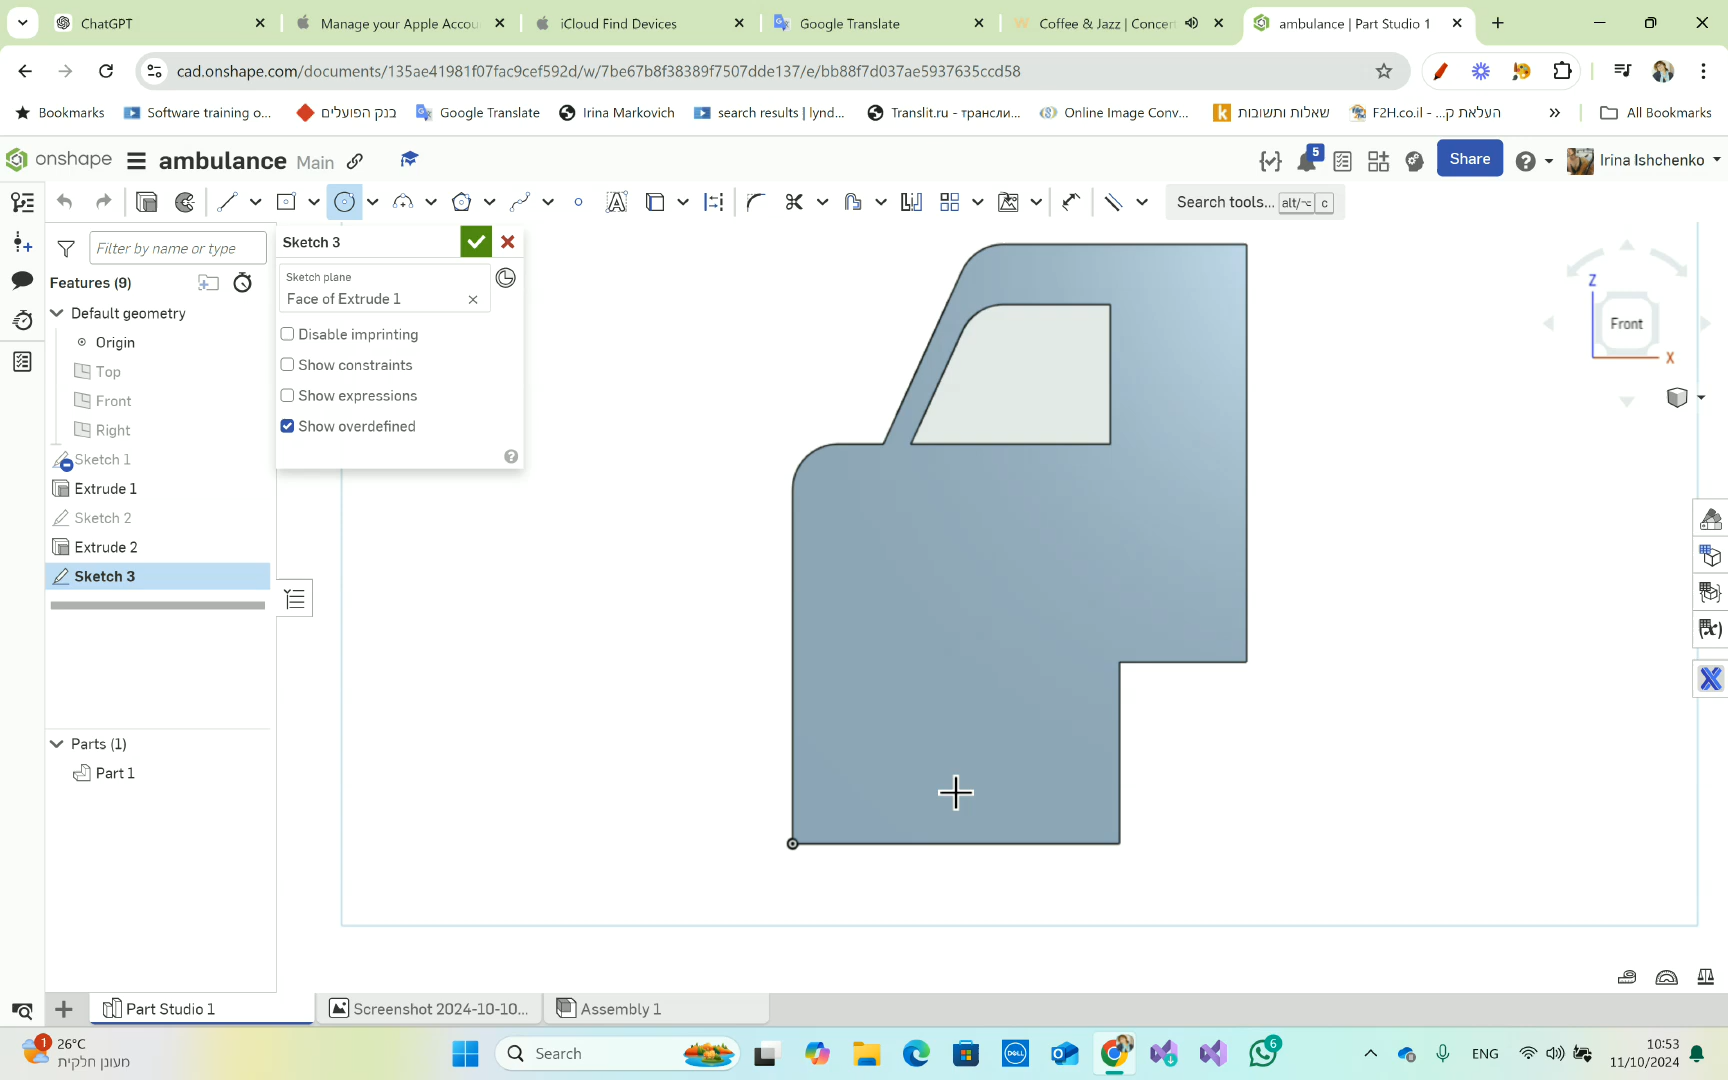 ChatGPT
Manage your Apple Accou
iCloud Find Devices
Google Translate
Coffee & Jazz | Concert
ambulance | Part Studio 1
cad.onshape.com/documents/135ae41981f07fac9cef592d/w/7be67b8f38389f7507dde137/e/bb88f7d037ae5937635ccd58
Bookmarks
Software training o...
בנק הפועלים
Google Translate
Irina Markovich
search results | lynd...
Translit.ru - трансли...
Online Image Conv...
שאלות ותשובות
F2H.co.il - ...העלאת ק
»
All Bookmarks
onshape
ambulance Main
5
Share
Irina Ishchenko
Search tools... alt/⌥ c
Filter by name or type
Features (9)
Default geometry
Origin
Top
Front
Right
Sketch 1
Extrude 1
Sketch 2
Extrude 2
Sketch 3
Parts (1)
Part 1
Sketch 3
Sketch plane
Face of Extrude 1
Disable imprinting
Show constraints
Show expressions
Show overdefined
Z
Front
X
Part Studio 1
Screenshot 2024-10-10...
Assembly 1
1
26°C
מעונן חלקית
Search
DELL
6
ENG
10:53
11/10/2024